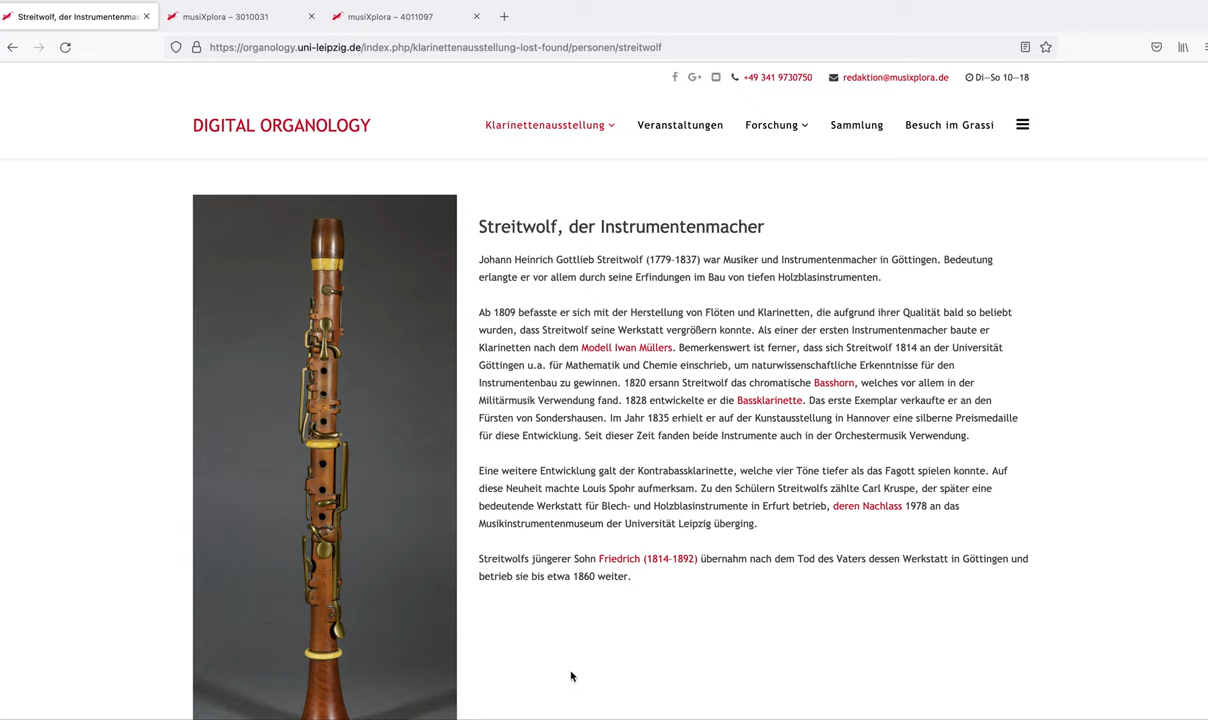 Streitwolf, der Instrumentenmac
musiXplora – 3010031
musiXplora – 4011097
https://organology.uni-leipzig.de/index.php/klarinettenausstellung-lost-found/personen/streitwolf
+49 341 9730750 redaktion@musixplora.de Di—So 10—18
DIGITAL ORGANOLOGY
Klarinettenausstellung Veranstaltungen Forschung Sammlung Besuch im Grassi
Streitwolf, der Instrumentenmacher
Johann Heinrich Gottlieb Streitwolf (1779–1837) war Musiker und Instrumentenmacher in Göttingen. Bedeutung
erlangte er vor allem durch seine Erfindungen im Bau von tiefen Holzblasinstrumenten.
Ab 1809 befasste er sich mit der Herstellung von Flöten und Klarinetten, die aufgrund ihrer Qualität bald so beliebt
wurden, dass Streitwolf seine Werkstatt vergrößern konnte. Als einer der ersten Instrumentenmacher baute er
Klarinetten nach dem Modell Iwan Müllers. Bemerkenswert ist ferner, dass sich Streitwolf 1814 an der Universität
Göttingen u.a. für Mathematik und Chemie einschrieb, um naturwissenschaftliche Erkenntnisse für den
Instrumentenbau zu gewinnen. 1820 ersann Streitwolf das chromatische Basshorn, welches vor allem in der
Militärmusik Verwendung fand. 1828 entwickelte er die Bassklarinette. Das erste Exemplar verkaufte er an den
Fürsten von Sondershausen. Im Jahr 1835 erhielt er auf der Kunstausstellung in Hannover eine silberne Preismedaille
für diese Entwicklung. Seit dieser Zeit fanden beide Instrumente auch in der Orchestermusik Verwendung.
Eine weitere Entwicklung galt der Kontrabassklarinette, welche vier Töne tiefer als das Fagott spielen konnte. Auf
diese Neuheit machte Louis Spohr aufmerksam. Zu den Schülern Streitwolfs zählte Carl Kruspe, der später eine
bedeutende Werkstatt für Blech- und Holzblasinstrumente in Erfurt betrieb, deren Nachlass 1978 an das
Musikinstrumentenmuseum der Universität Leipzig überging.
Streitwolfs jüngerer Sohn Friedrich (1814–1892) übernahm nach dem Tod des Vaters dessen Werkstatt in Göttingen und
betrieb sie bis etwa 1860 weiter.